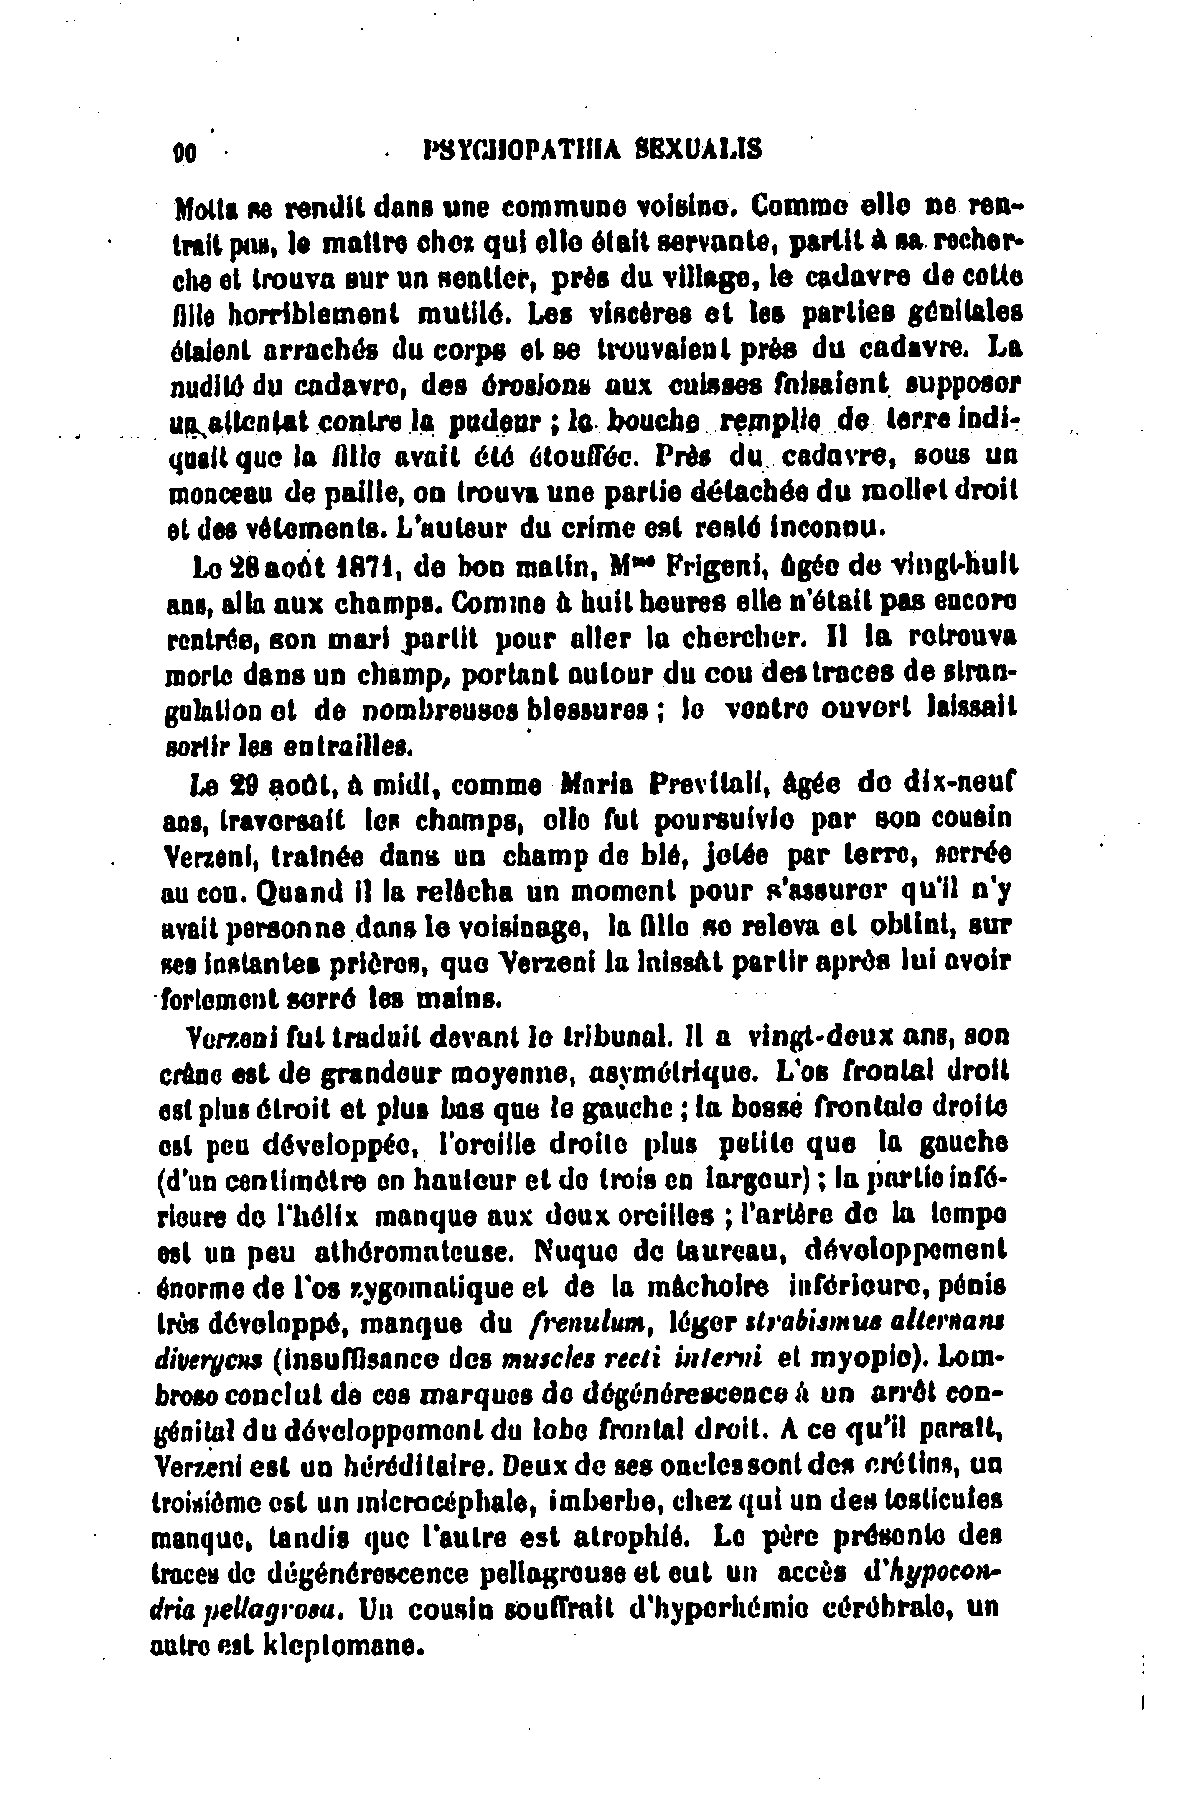 90 PSYCHOPATHIA SEXUALIS
Motta se rendit dans une commune voisine. Comme elle ne ren-
trait pas, le maître chez qui elle était servante, partit à sa recher-
che et trouva sur un sentier, près du village, le cadavre de cette
fille horriblement mutilé. Les viscères et les parties génitales
étaient arrachés du corps et se trouvaient près du cadavre. La
nudité du cadavre, des érosions aux cuisses faisaient supposer
un attentat contre la pudeur ; la bouche remplie de terre indi-
quait que la fille avait été étouffée. Près du cadavre, sous un
monceau de paille, on trouva une partie détachée du mollet droit
et des vêtements. L'auteur du crime est resté inconnu.
Le 28 août 1871, de bon matin, Mme Frigeni, âgée de vingt-huit
ans, alla aux champs. Comme à huit heures elle n'était pas encore
rentrée, son mari partit pour aller la chercher. Il la retrouva
morte dans un champ, portant autour du cou des traces de stran-
gulation et de nombreuses blessures ; le ventre ouvert laissait
sortir les entrailles.
Le 29 août, à midi, comme Maria Previtali, âgée de dix-neuf
ans, traversait les champs, elle fut poursuivie par son cousin
Verzeni, traînée dans un champ de blé, jetée par terre, serrée
au cou. Quand il la relâcha un moment pour s'assurer qu'il n'y
avait personne dans le voisinage, la fille se releva et obtint, sur
ses instantes prières, que Verzeni la laissât partir après lui avoir
fortement serré les mains.
Verzeni fut traduit devant le tribunal. Il a vingt-deux ans, son
crâne est de grandeur moyenne, asymétrique. L'os frontal droit
est plus étroit et plus bas que le gauche ; la bosse frontale droite
est peu développée, l'oreille droite plus petite que la gauche
(d'un centimètre en hauteur et de trois en largeur) ; la partie infé-
rieure de l'hélix manque aux deux oreilles ; l'artère de la tempe
est un peu athéromateuse. Nuque de taureau, développement
énorme de l'os zygomatique et de la mâchoire inférieure, pénis
très développé, manque du frenulum, léger strabismus alternans
divergens (insuffisance des muscles recti interni et myopie). Lom-
broso conclut de ces marques de dégénérescence à un arrêt con-
génital du développement du lobe frontal droit. A ce qu'il paraît,
Verzeni est un héréditaire. Deux de ses oncles sont des crétins, un
troisième est un microcéphale, imberbe, chez qui un des testicules
manque, tandis que l'autre est atrophié. Le père présente des
traces de dégénérescence pellagreuse et eut un accès d'hypocon-
dria pellagrosa. Un cousin souffrait d'hyperhémie cérébrale, un
autre est kleptomane.